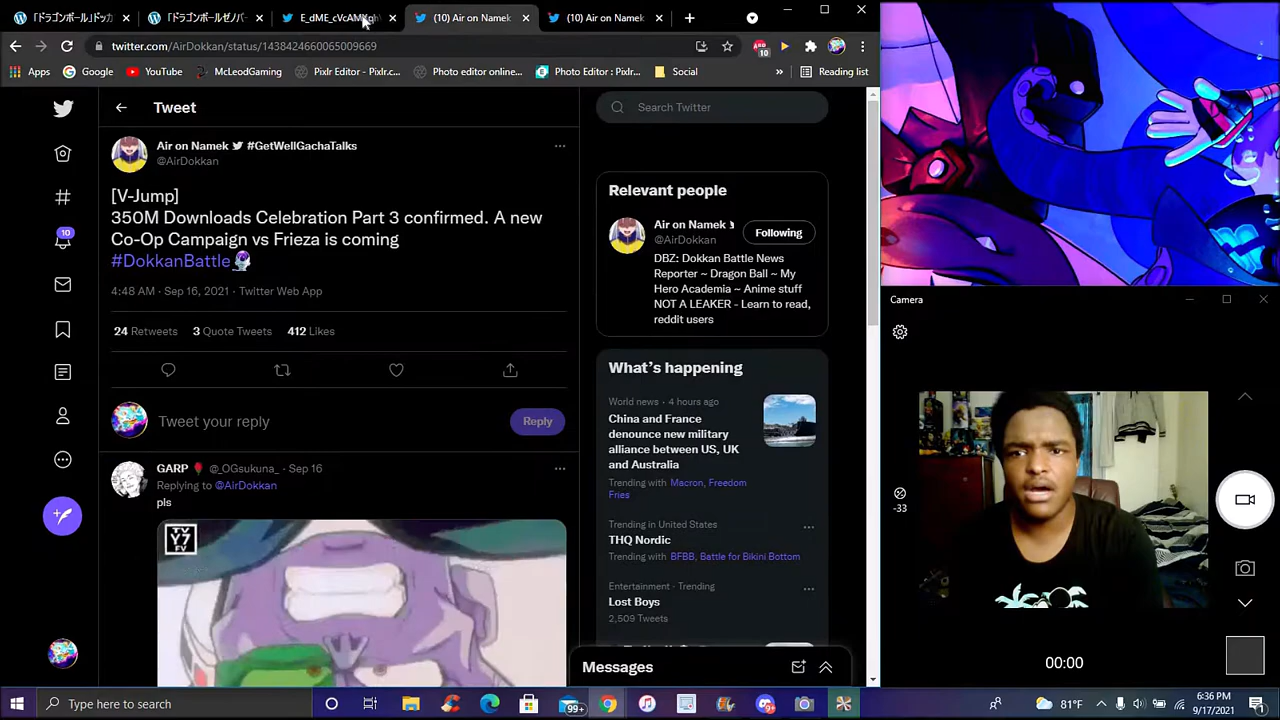 「ドラゴンボール」ドッカ
「ドラゴンボールゼノバー
E_dME_cVcAMXqh
(10) Air on Namek
(10) Air on Namek
twitter.com/AirDokkan/status/1438424660065009669
10
Apps
Google
YouTube
McLeodGaming
Pixlr Editor - Pixlr.c...
Photo editor online...
Photo Editor : Pixlr...
Social
»
Reading list
Tweet
Search Twitter
Air on Namek #GetWellGachaTalks
@AirDokkan
[V-Jump]
350M Downloads Celebration Part 3 confirmed. A new
Co-Op Campaign vs Frieza is coming
#DokkanBattle
4:48 AM · Sep 16, 2021 · Twitter Web App
24 Retweets 3 Quote Tweets 412 Likes
Tweet your reply
Reply
GARP @_OGsukuna_ · Sep 16
Replying to @AirDokkan
pls
TV
Y7
FV
10
Relevant people
Air on Namek
@AirDokkan
Following
DBZ: Dokkan Battle News
Reporter ~ Dragon Ball ~ My
Hero Academia ~ Anime stuff
NOT A LEAKER - Learn to read,
reddit users
What's happening
World news · 4 hours ago
China and France
denounce new military
alliance between US, UK
and Australia
Trending with Macron, Freedom
Fries
Trending in United States
THQ Nordic
Trending with BFBB, Battle for Bikini Bottom
Entertainment · Trending
Lost Boys
2,509 Tweets
Messages
Camera
-33
00:00
Type here to search
99+
81°F
6:36 PM
9/17/2021
1